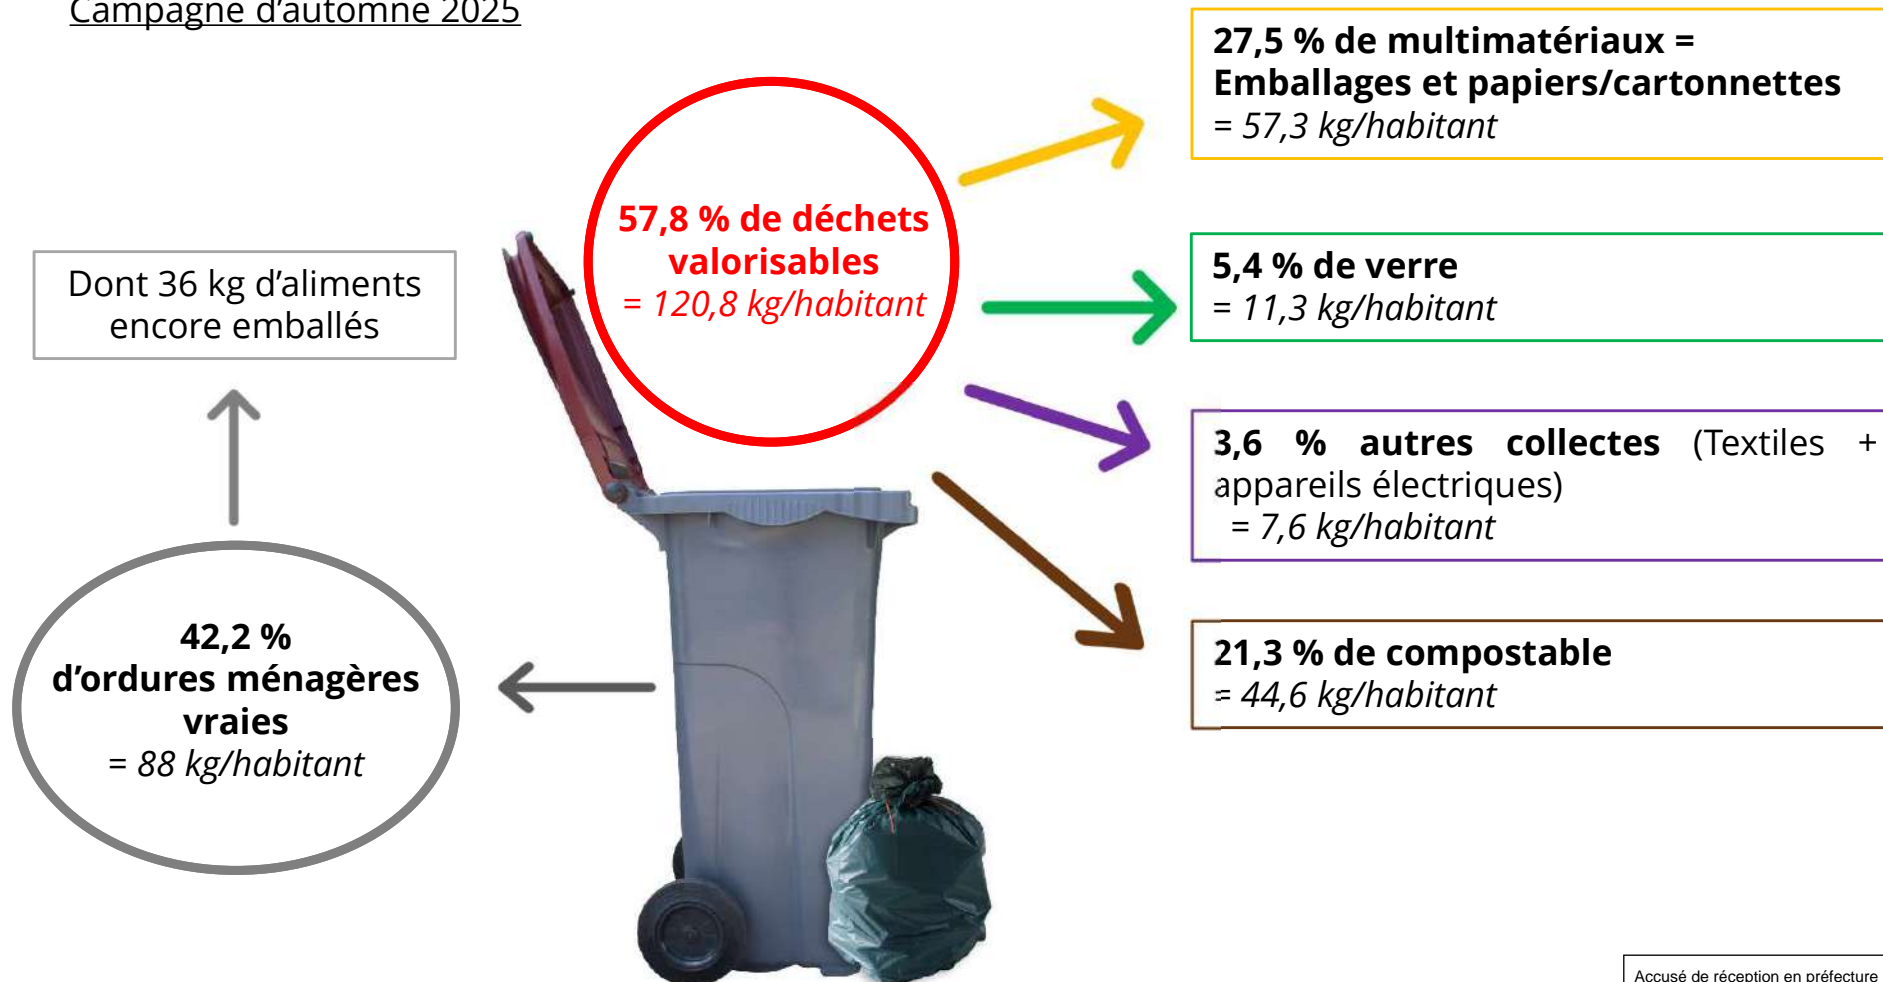 Campagne d'automne 2025
27,5 % de multimatériaux =
Emballages et papiers/cartonnettes
= 57,3 kg/habitant
57,8 % de déchets
valorisables
= 120,8 kg/habitant
5,4 % de verre
= 11,3 kg/habitant
Dont 36 kg d'aliments
encore emballés
3,6 % autres collectes (Textiles +
appareils électriques)
= 7,6 kg/habitant
42,2 %
d'ordures ménagères
vraies
= 88 kg/habitant
21,3 % de compostable
= 44,6 kg/habitant
Accusé de réception en préfecture